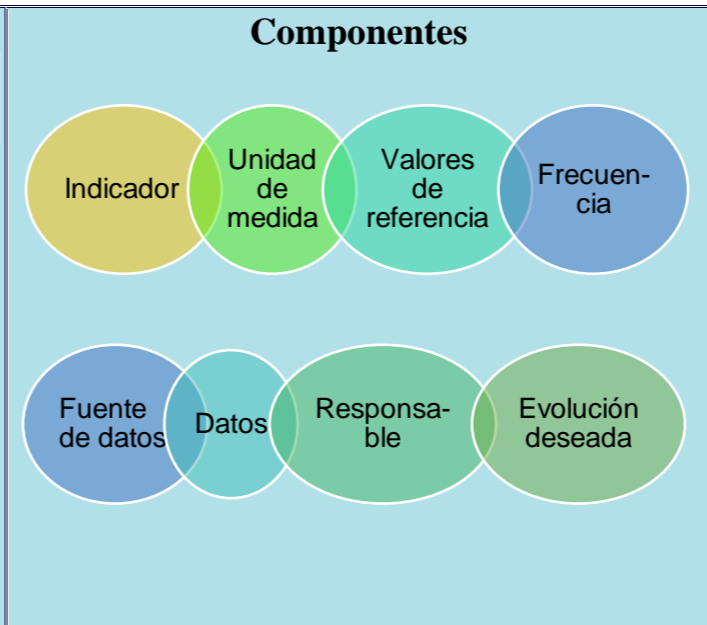 Componentes
Indicador
Unidad
de
medida
Valores
de
referencia
Frecuen-
cia
Fuente
de datos
Datos
Responsa-
ble
Evolución
deseada